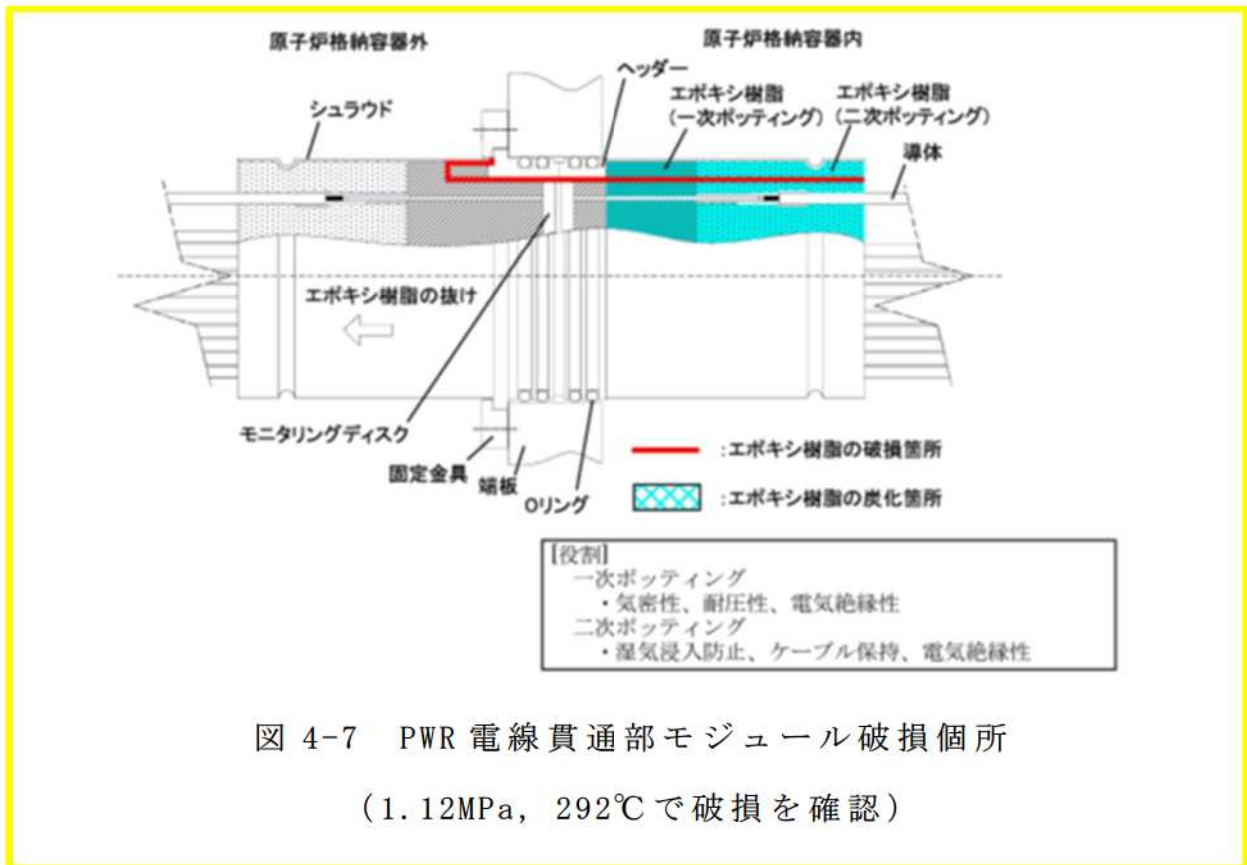 原子炉格納容器外
原子炉格納容器内
ヘッダー
エポキシ樹脂
(一次ポッティング)
エポキシ樹脂
(二次ポッティング)
シュラウド
導体
エポキシ樹脂の抜け
モニタリングディスク
固定金具
端板
Oリング
:エポキシ樹脂の破損箇所
:エポキシ樹脂の炭化箇所
[役割]
一次ポッティング
・気密性、耐圧性、電気絶縁性
二次ポッティング
・湿気浸入防止、ケーブル保持、電気絶縁性
図 4-7 PWR電線貫通部モジュール破損個所
(1.12MPa, 292℃で破損を確認)